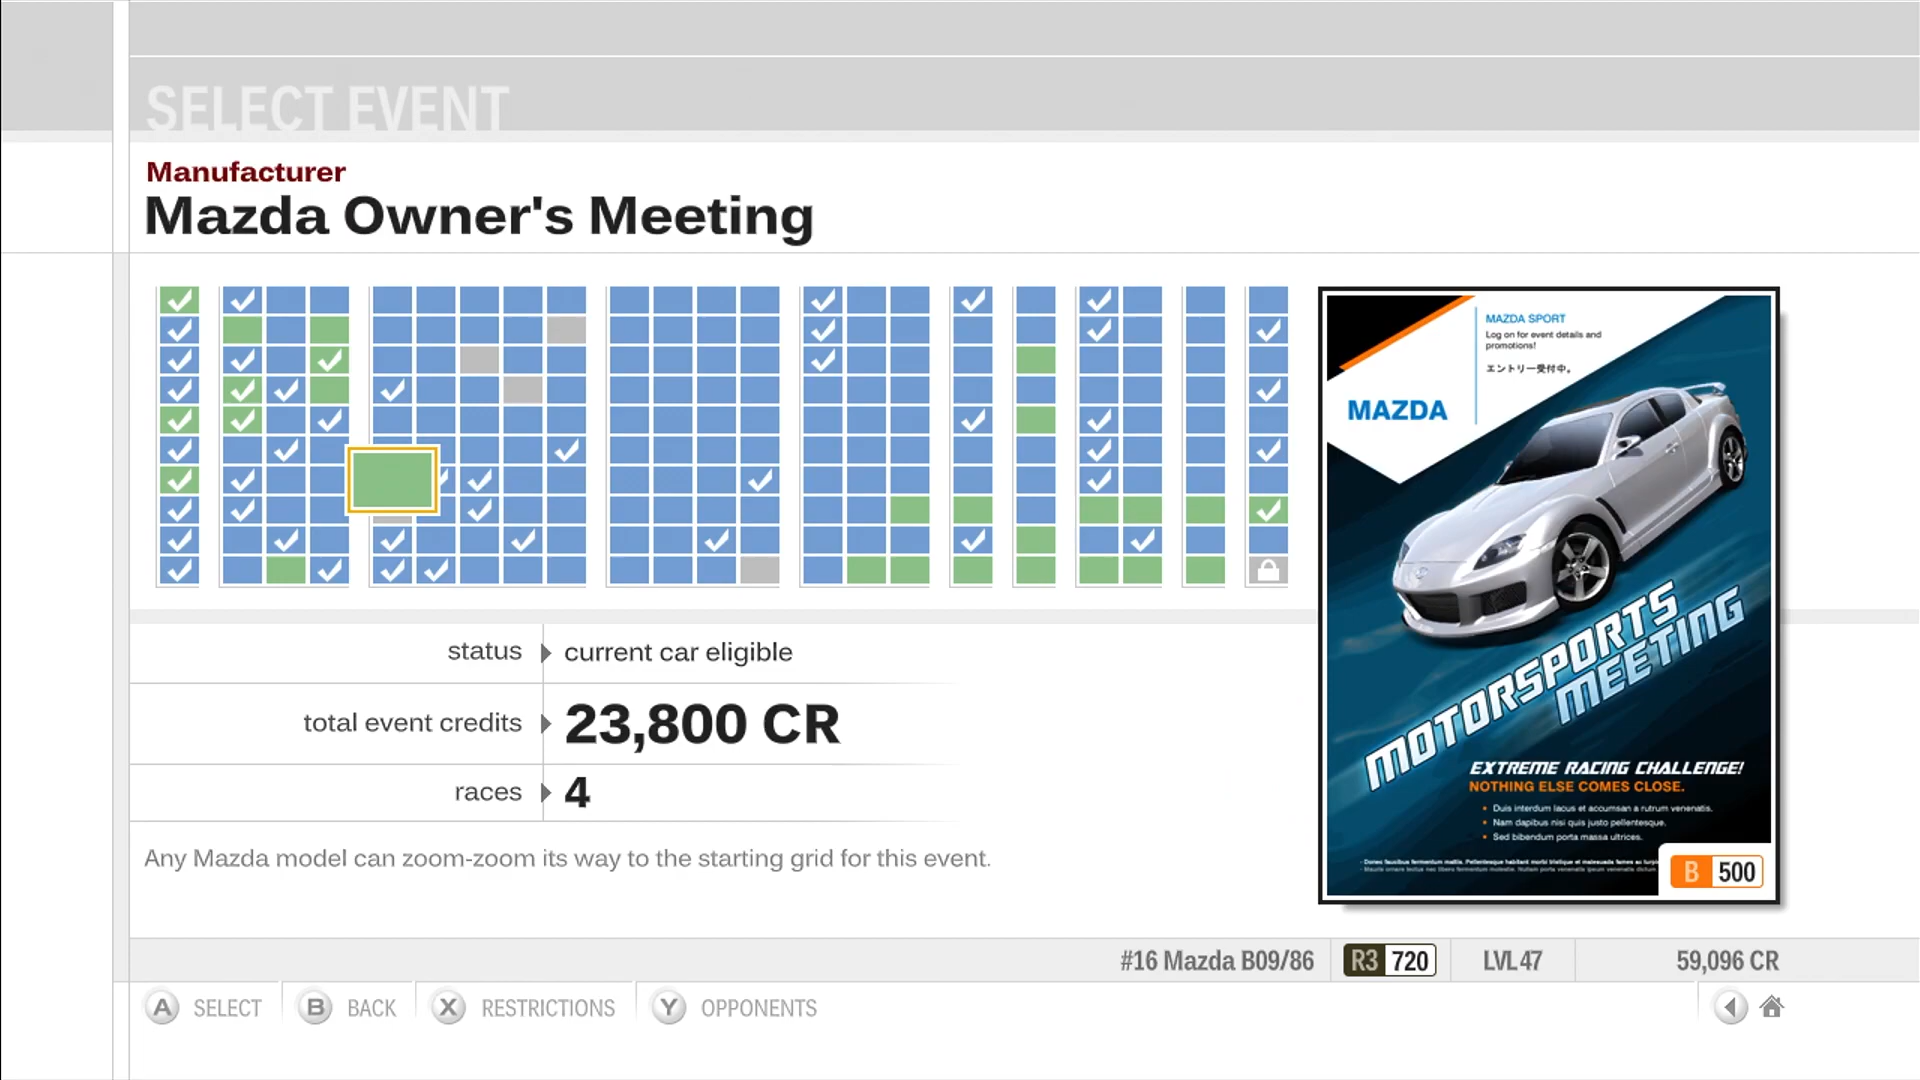 SELECT EVENT
Manufacturer
Mazda Owner's Meeting
MAZDA SPORT
Log on for event details and
promotions!
エントリー受付中。
MAZDA
MOTORSPORTS
MEETING
EXTREME RACING CHALLENGE!
NOTHING ELSE COMES CLOSE.
• Duis interdum lacus et accumsan a rutrum venenatis.
• Nam dapibus nisi quis justo pellentesque.
• Sed bibendum porta massa ultrices.
B 500
status current car eligible
total event credits 23,800 CR
races 4
Any Mazda model can zoom-zoom its way to the starting grid for this event.
#16 Mazda B09/86 R3 720 LVL 47 59,096 CR
A SELECT B BACK X RESTRICTIONS Y OPPONENTS